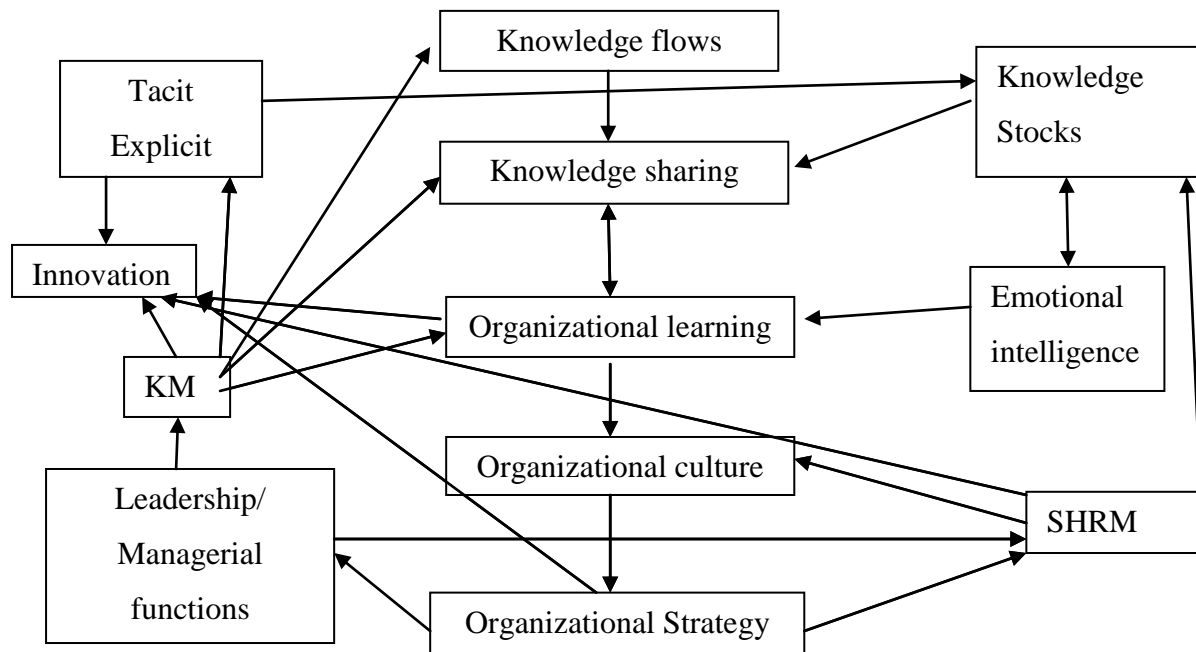 Knowledge flows
Tacit
Explicit
Knowledge
Stocks
Knowledge sharing
Innovation
Organizational learning
Emotional
intelligence
KM
Organizational culture
Leadership/
Managerial
functions
SHRM
Organizational Strategy